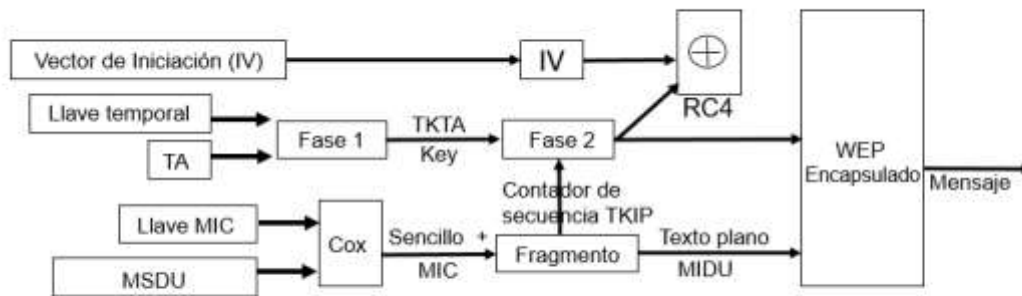 Vector de Iniciación (IV)
IV
RC4
Llave temporal
TA
Fase 1
TKTA
Key
Fase 2
WEP
Encapsulado
Mensaje
Contador de
secuencia TKIP
Llave MIC
MSDU
Cox
Sencillo +
MIC
Fragmento
Texto plano
MIDU